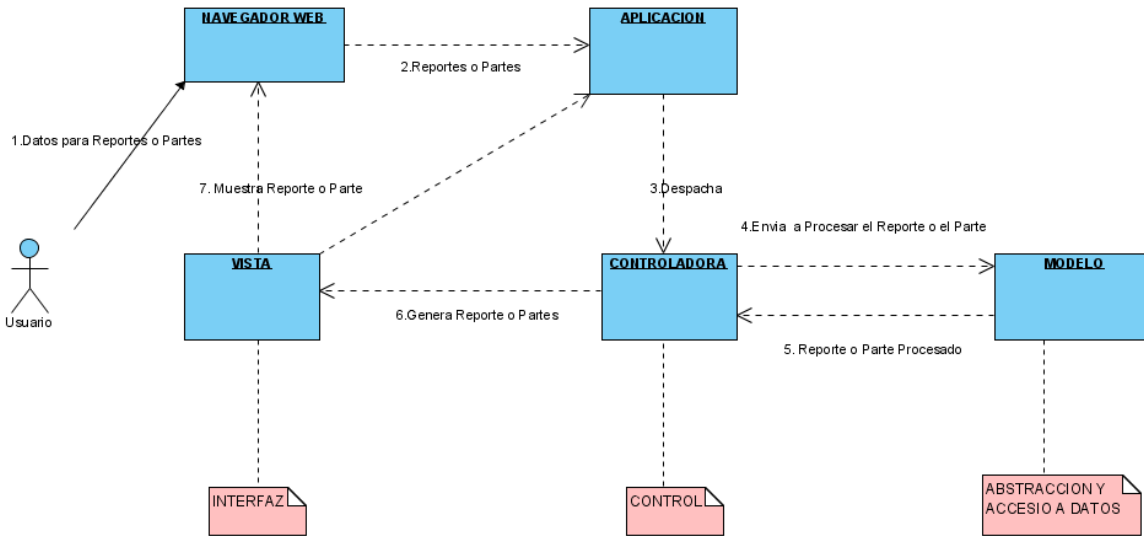 NAVEGADOR WEB
APLICACION
2.Reportes o Partes
1.Datos para Reportes o Partes
7. Muestra Reporte o Parte
3.Despacha
4.Envia a Procesar el Reporte o el Parte
VISTA
CONTROLADORA
MODELO
Usuario
6.Genera Reporte o Partes
5. Reporte o Parte Procesado
INTERFAZ
CONTROL
ABSTRACCION Y
ACCESIO A DATOS